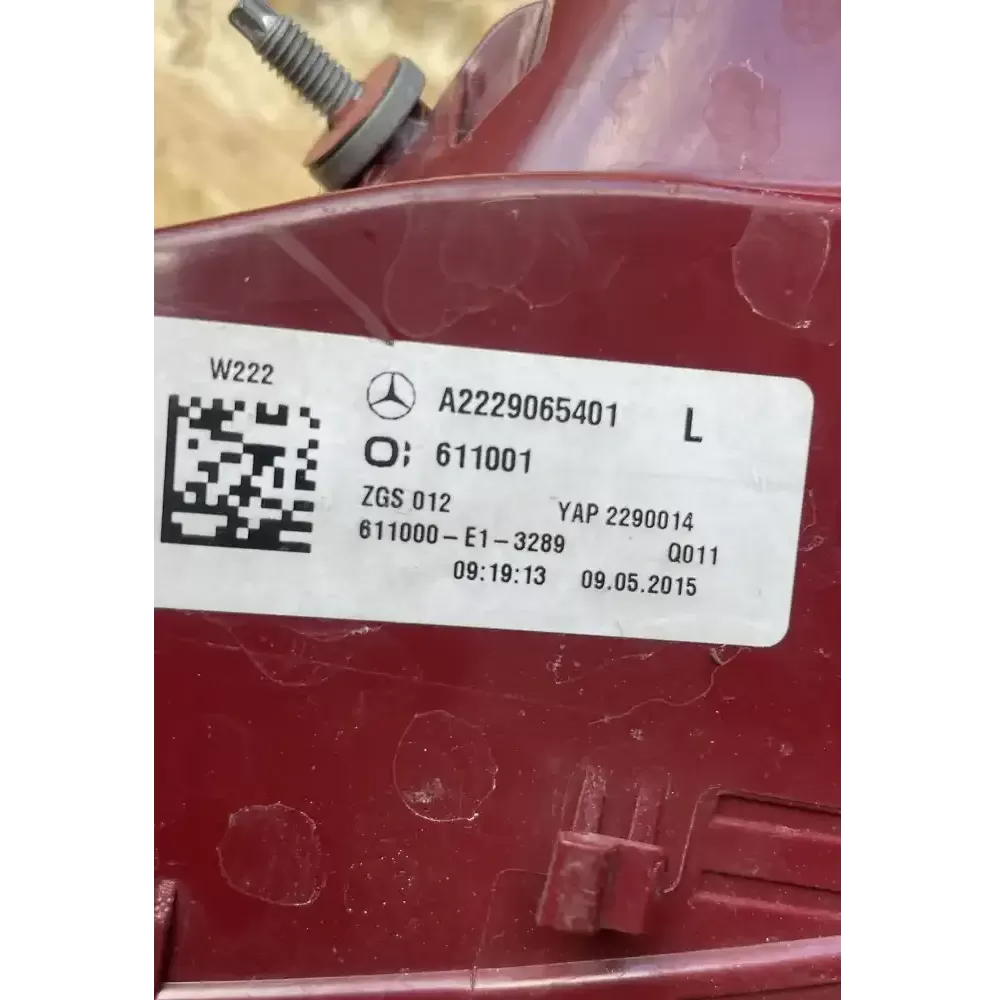 W222
A2229065401 L
O; 611001
ZGS 012 YAP 2290014
611000-E1-3289 Q011
09:19:13 09.05.2015